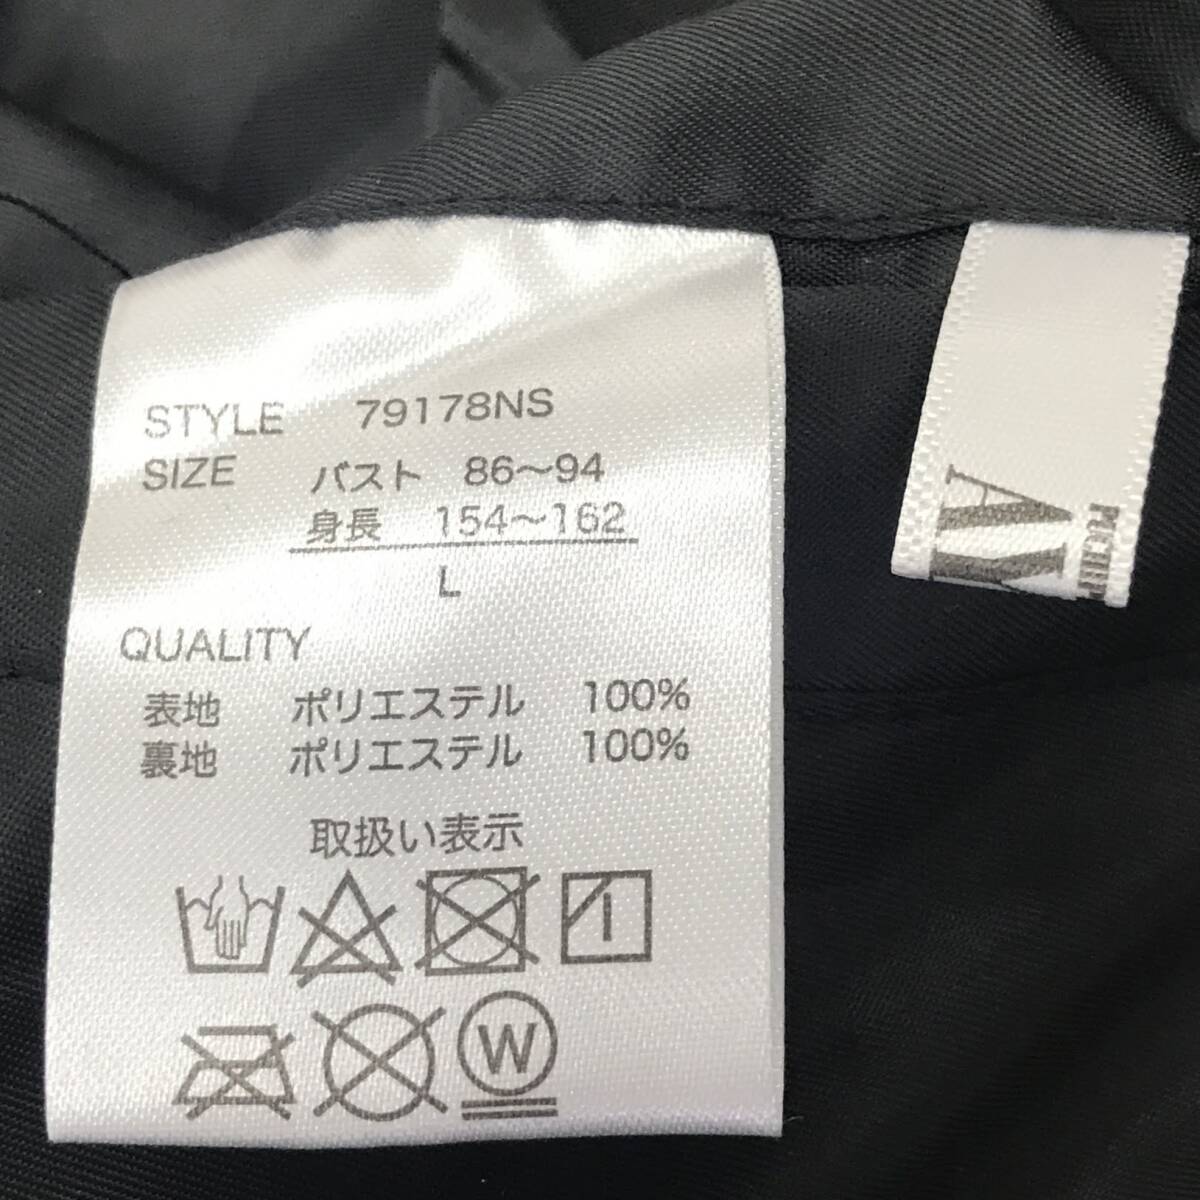 STYLE 79178NS
SIZE バスト 86～94
身長 154～162
L
QUALITY
表地 ポリエステル 100%
裏地 ポリエステル 100%
取扱い表示
W